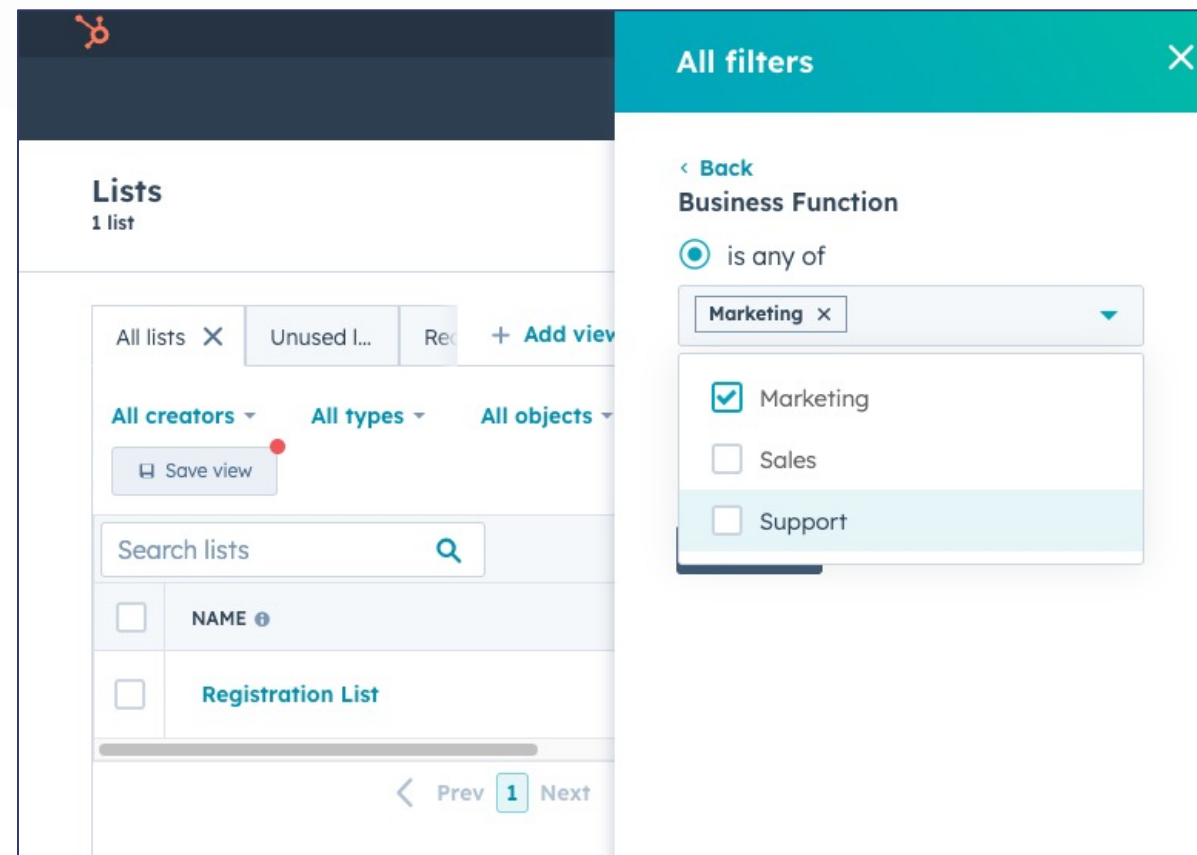 All filters
Lists
1 list
All lists
Unused l...
Rec
+ Add view
All creators
All types
All objects
Save view
Search lists
NAME
Registration List
Prev 1 Next
< Back
Business Function
is any of
Marketing
Marketing
Sales
Support